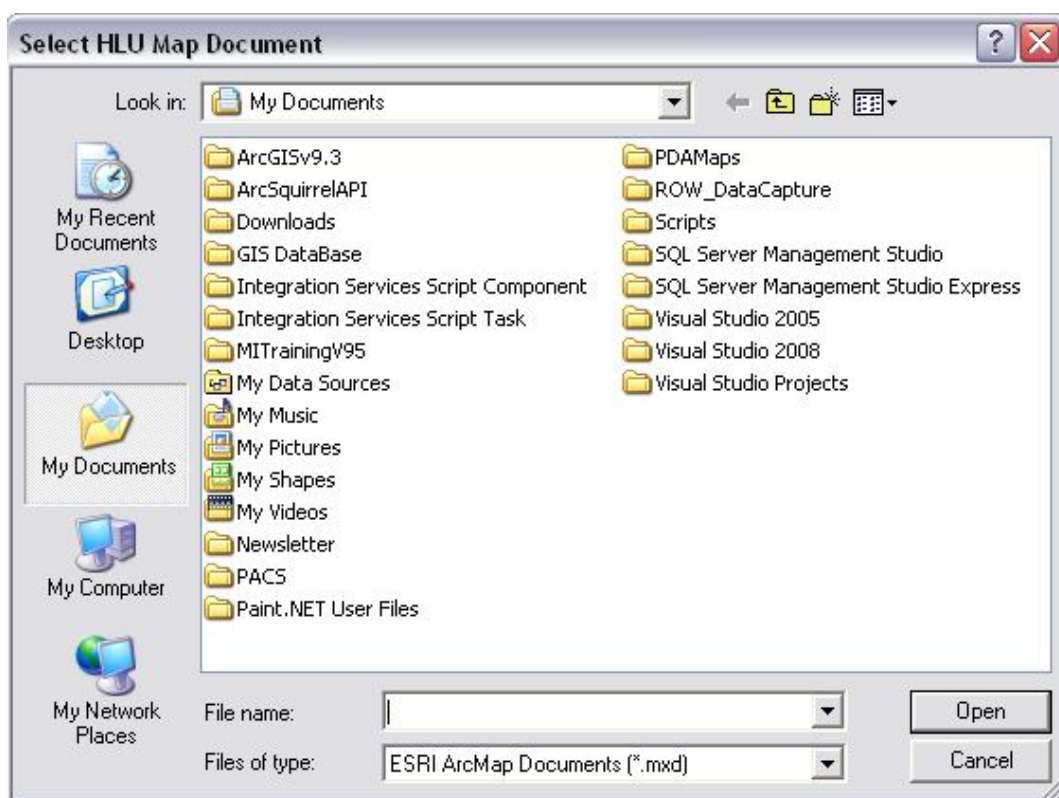 Select HLU Map Document
Look in: My Documents
My Recent
Documents
Desktop
My Documents
My Computer
My Network
Places
ArcGISv9.3
ArcSquirrelAPI
Downloads
GIS DataBase
Integration Services Script Component
Integration Services Script Task
MITrainingV95
My Data Sources
My Music
My Pictures
My Shapes
My Videos
Newsletter
PACS
Paint.NET User Files
PDAMaps
ROW_DataCapture
Scripts
SQL Server Management Studio
SQL Server Management Studio Express
Visual Studio 2005
Visual Studio 2008
Visual Studio Projects
File name:
Open
Files of type: ESRI ArcMap Documents (*.mxd)
Cancel